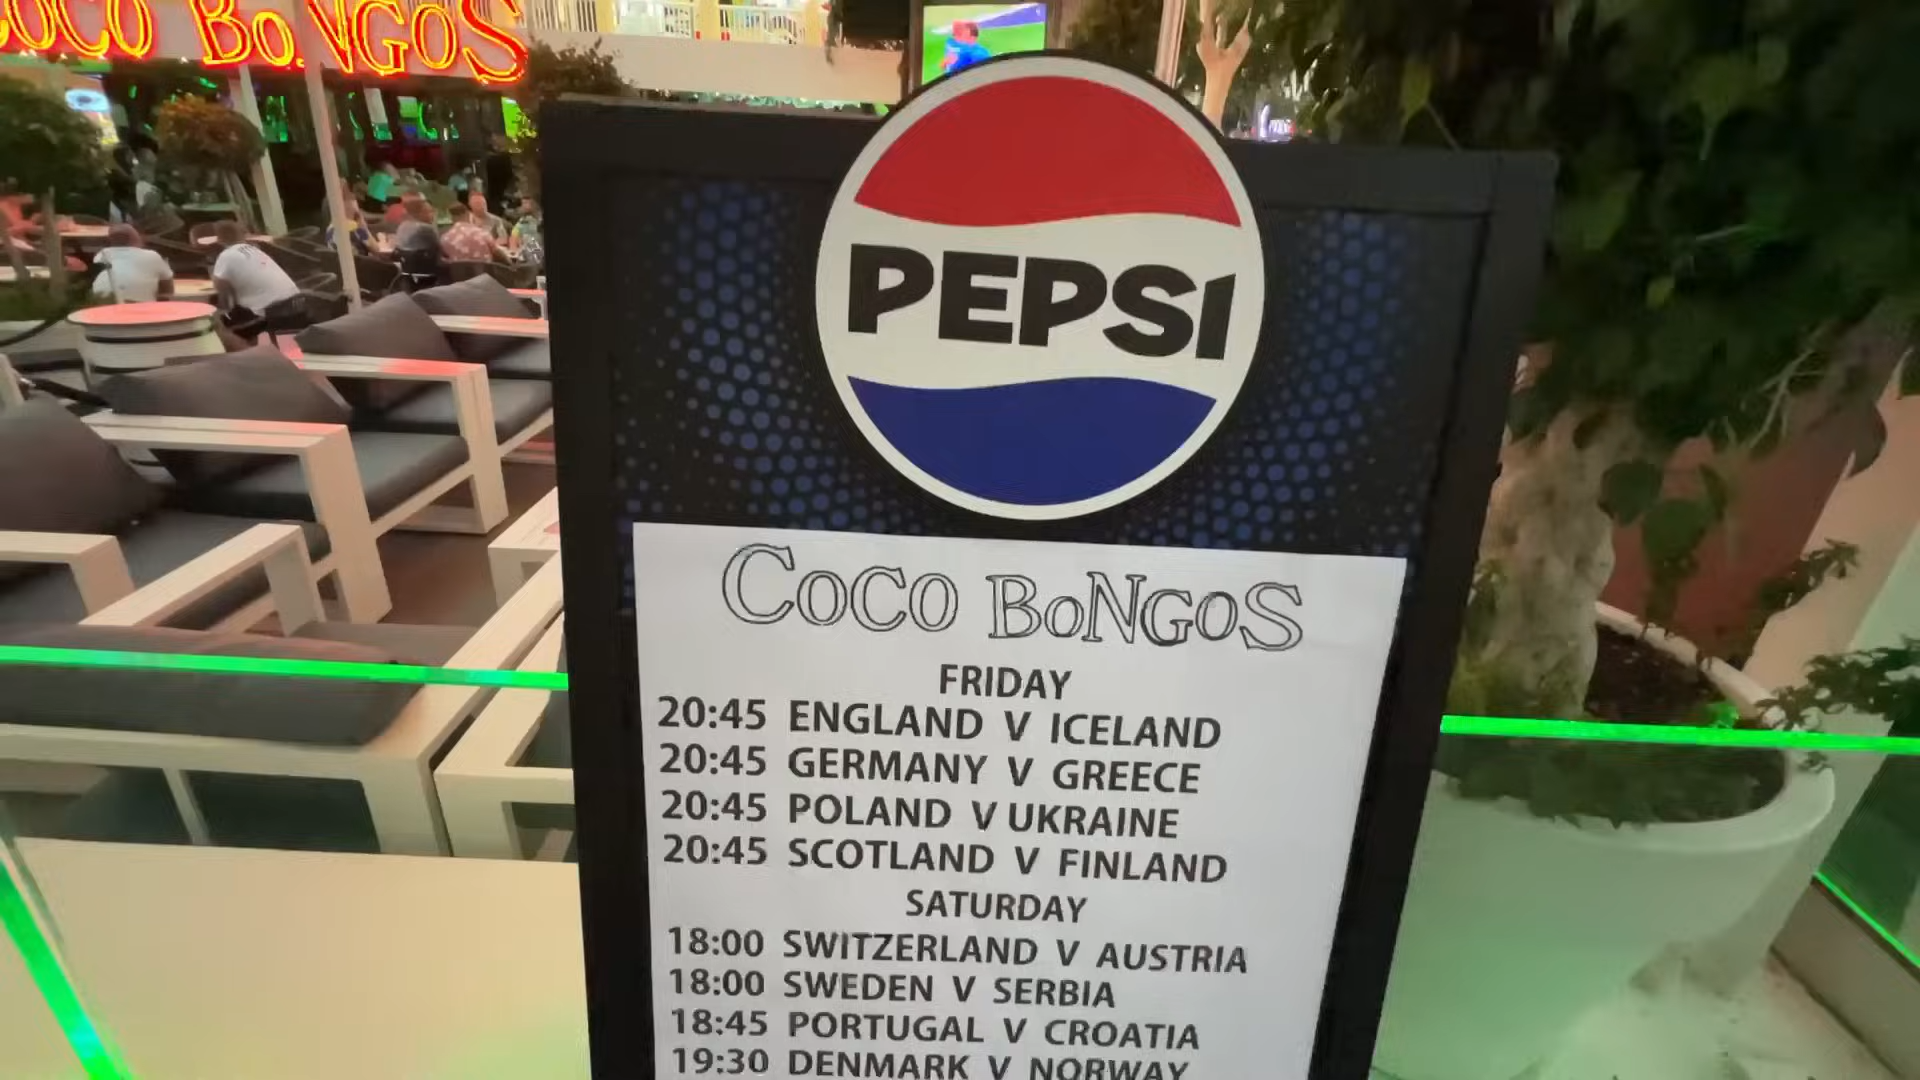 COCO BONGOS
PEPSI
COCO BONGOS
FRIDAY
20:45 ENGLAND V ICELAND
20:45 GERMANY V GREECE
20:45 POLAND V UKRAINE
20:45 SCOTLAND V FINLAND
SATURDAY
18:00 SWITZERLAND V AUSTRIA
18:00 SWEDEN V SERBIA
18:45 PORTUGAL V CROATIA
19:30 DENMARK V NORWAY